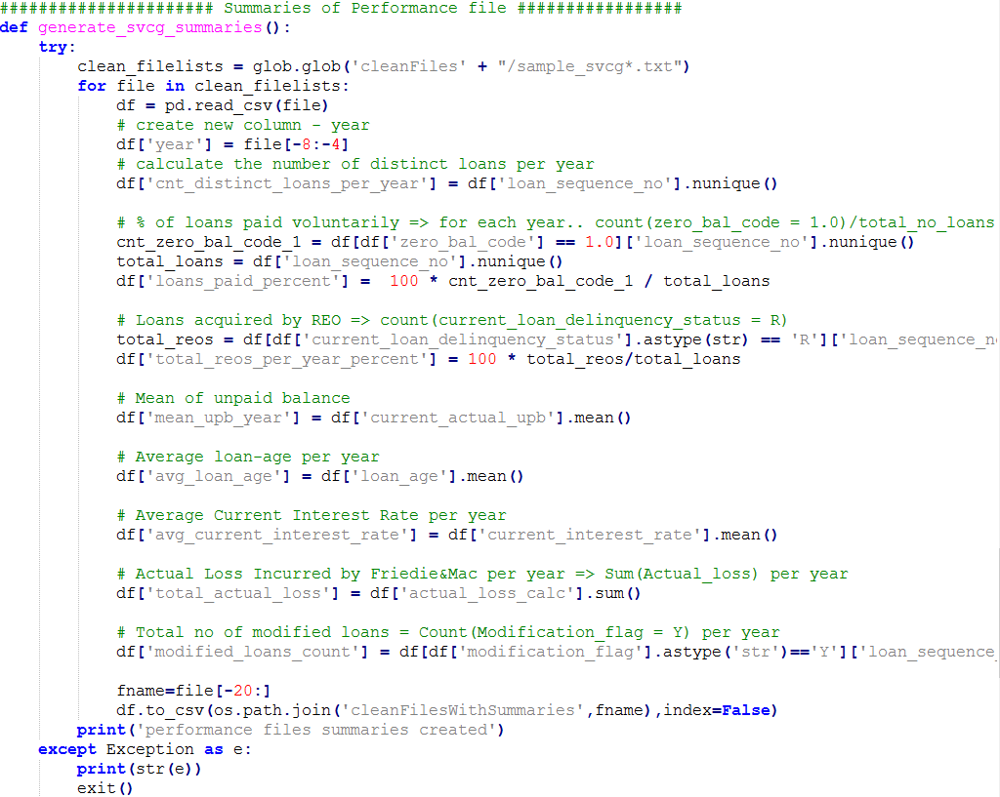 ###################### Summaries of Performance file #################
def generate_svcg_summaries():
    try:
        clean_filelists = glob.glob('cleanFiles' + "/sample_svcg*.txt")
        for file in clean_filelists:
            df = pd.read_csv(file)
            # create new column - year
            df['year'] = file[-8:-4]
            # calculate the number of distinct loans per year
            df['cnt_distinct_loans_per_year'] = df['loan_sequence_no'].nunique()

            # % of loans paid voluntarily => for each year.. count(zero_bal_code = 1.0)/total_no_loans
            cnt_zero_bal_code_1 = df[df['zero_bal_code'] == 1.0]['loan_sequence_no'].nunique()
            total_loans = df['loan_sequence_no'].nunique()
            df['loans_paid_percent'] =  100 * cnt_zero_bal_code_1 / total_loans

            # Loans acquired by REO => count(current_loan_delinquency_status = R)
            total_reos = df[df['current_loan_delinquency_status'].astype(str) == 'R']['loan_sequence_n
            df['total_reos_per_year_percent'] = 100 * total_reos/total_loans

            # Mean of unpaid balance
            df['mean_upb_year'] = df['current_actual_upb'].mean()

            # Average loan-age per year
            df['avg_loan_age'] = df['loan_age'].mean()

            # Average Current Interest Rate per year
            df['avg_current_interest_rate'] = df['current_interest_rate'].mean()

            # Actual Loss Incurred by Friedie&Mac per year => Sum(Actual_loss) per year
            df['total_actual_loss'] = df['actual_loss_calc'].sum()

            # Total no of modified loans = Count(Modification_flag = Y) per year
            df['modified_loans_count'] = df[df['modification_flag'].astype('str')=='Y']['loan_sequence_

            fname=file[-20:]
            df.to_csv(os.path.join('cleanFilesWithSummaries',fname),index=False)
        print('performance files summaries created')
    except Exception as e:
        print(str(e))
        exit()